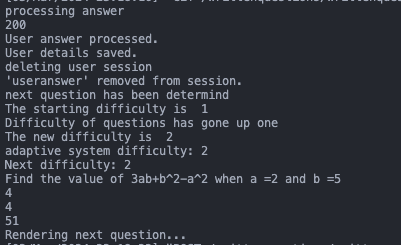 processing answer
200
User answer processed.
User details saved.
deleting user session
'useranswer' removed from session.
next question has been determind
The starting difficulty is  1
Difficulty of questions has gone up one
The new difficulty is  2
adaptive system difficulty: 2
Next difficulty: 2
Find the value of 3ab+b^2-a^2 when a =2 and b =5
4
4
51
Rendering next question...